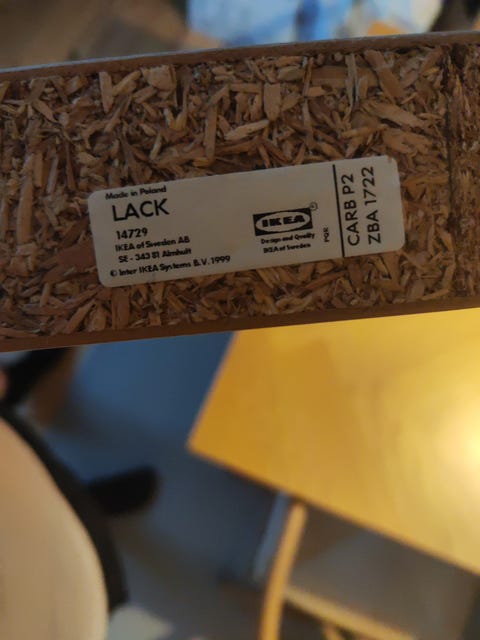 Made in Poland
LACK
14729
IKEA of Sweden AB
SE - 343 81 Älmhult
© Inter IKEA Systems B.V. 1999
IKEA®
Design and Quality
IKEA of Sweden
PQR
CARB P2
ZBA 1722